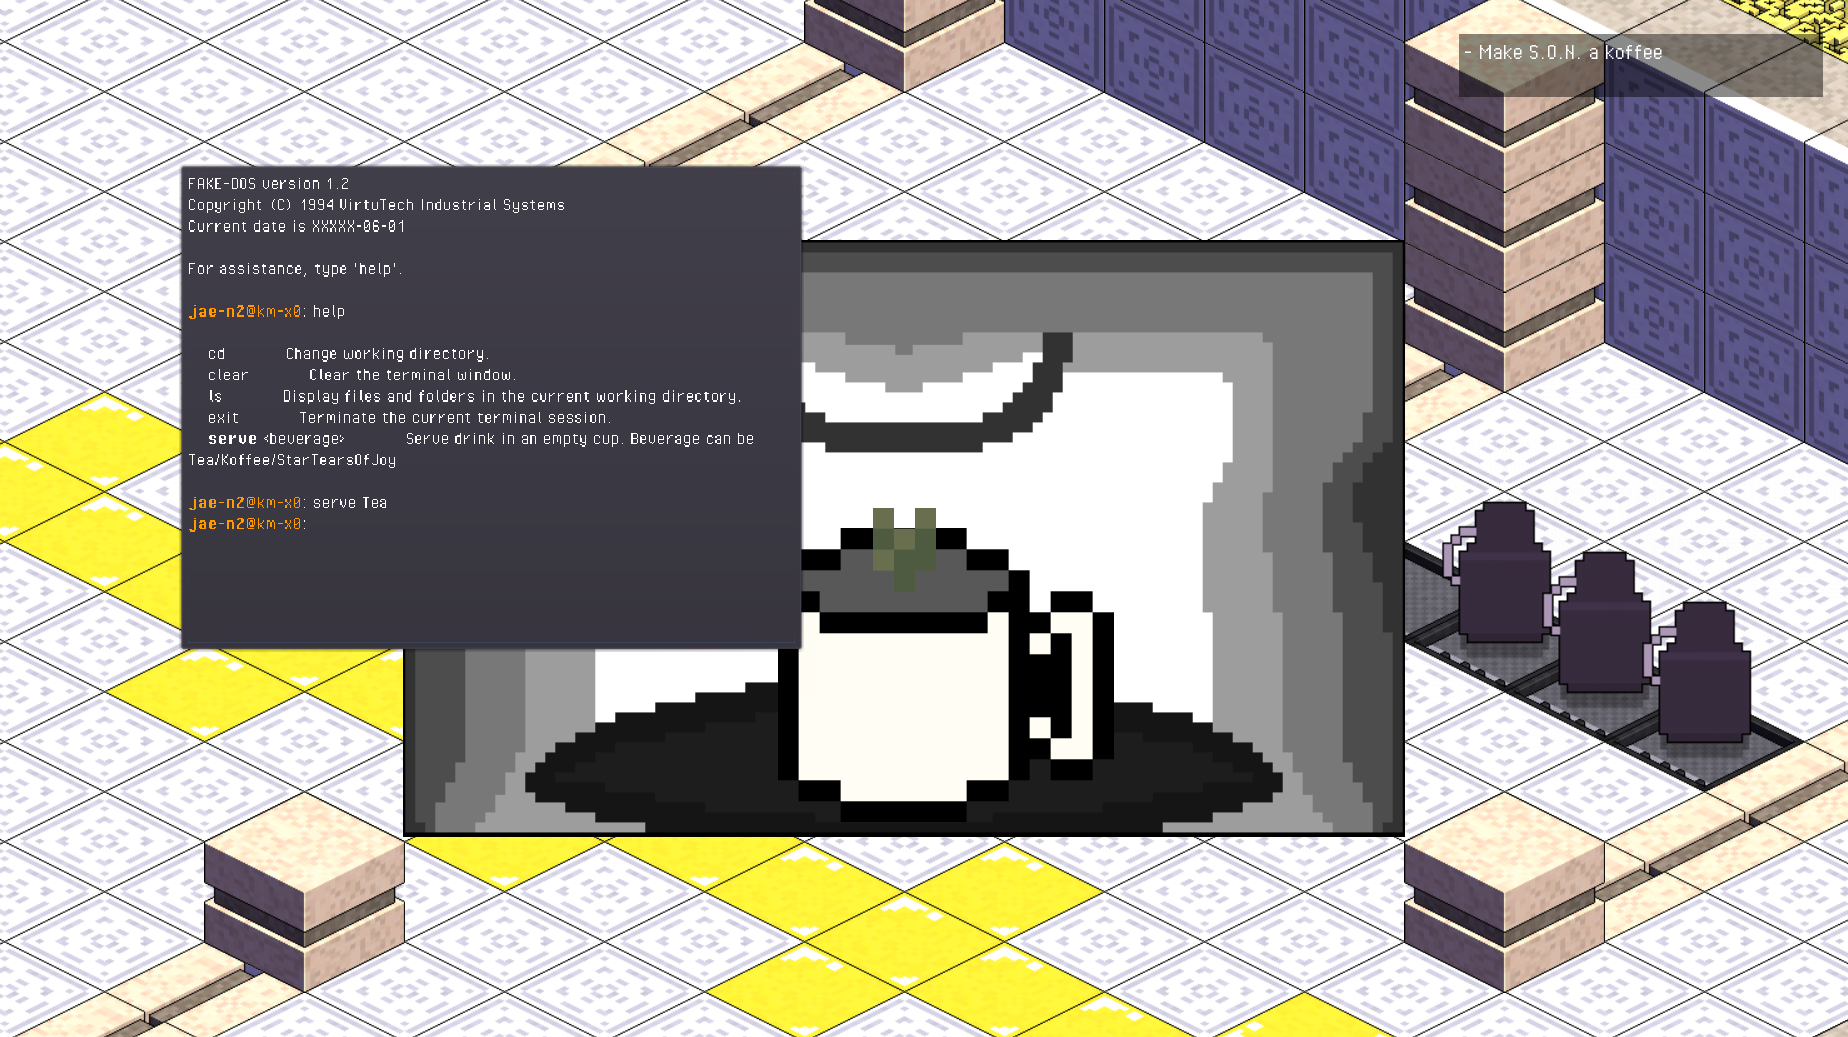 - Make S.O.N. a koffee
FAKE-DOS version 1.2
Copyright (C) 1994 VirtuTech Industrial Systems
Current date is XXXXX-06-01
For assistance, type 'help'.
jae-n2@km-x0: help
cd Change working directory.
clear Clear the terminal window.
ls Display files and folders in the current working directory.
exit Terminate the current terminal session.
serve <beverage> Serve drink in an empty cup. Beverage can be
Tea/Koffee/StarTearsOfJoy
jae-n2@km-x0: serve Tea
jae-n2@km-x0: